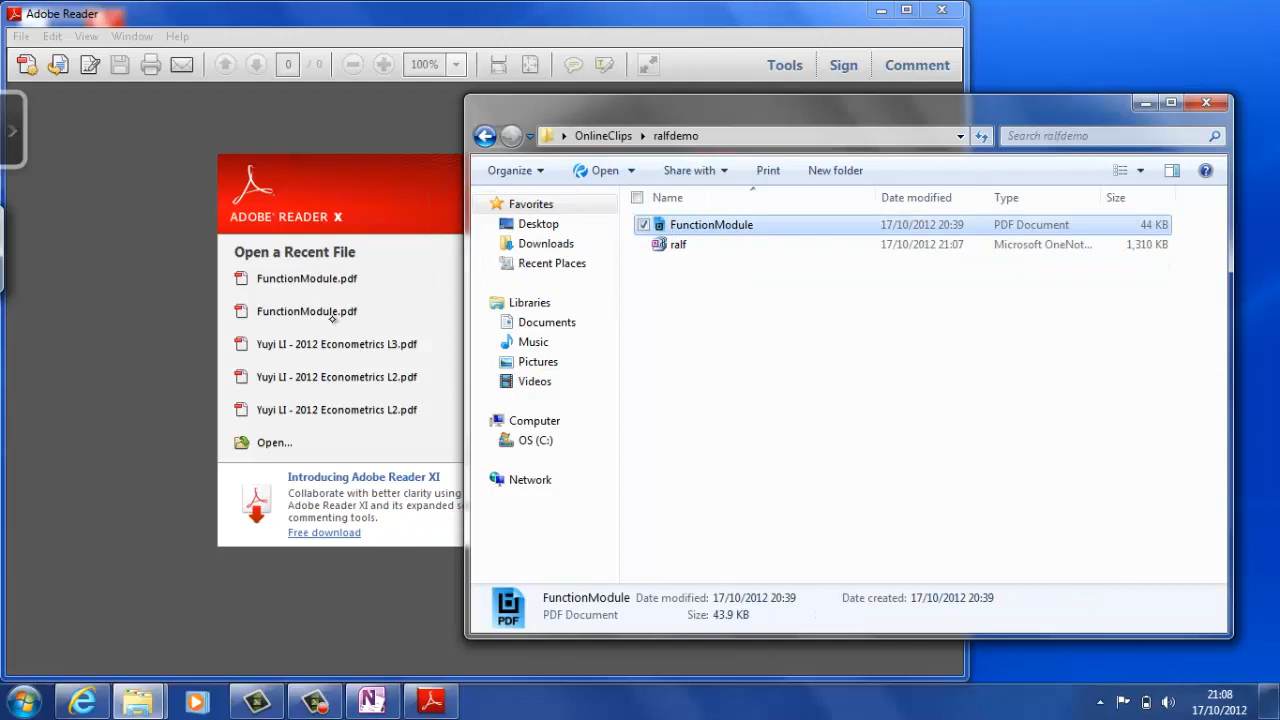 Adobe Reader
File Edit View Window Help
0 / 0 100% Tools Sign Comment
ADOBE® READER X
Open a Recent File
FunctionModule.pdf
FunctionModule.pdf
Yuyi LI - 2012 Econometrics L3.pdf
Yuyi LI - 2012 Econometrics L2.pdf
Yuyi LI - 2012 Econometrics L2.pdf
Open...
Introducing Adobe Reader XI
Collaborate with better clarity using
Adobe Reader XI and its expanded
commenting tools.
Free download
OnlineClips ralfdemo Search ralfdemo
Organize Open Share with Print New folder
Favorites
Desktop
Downloads
Recent Places
Libraries
Documents
Music
Pictures
Videos
Computer
OS (C:)
Network
Name Date modified Type Size
FunctionModule 17/10/2012 20:39 PDF Document 44 KB
ralf 17/10/2012 21:07 Microsoft OneNot... 1,310 KB
PDF
FunctionModule Date modified: 17/10/2012 20:39 Date created: 17/10/2012 20:39
PDF Document Size: 43.9 KB
21:08
17/10/2012